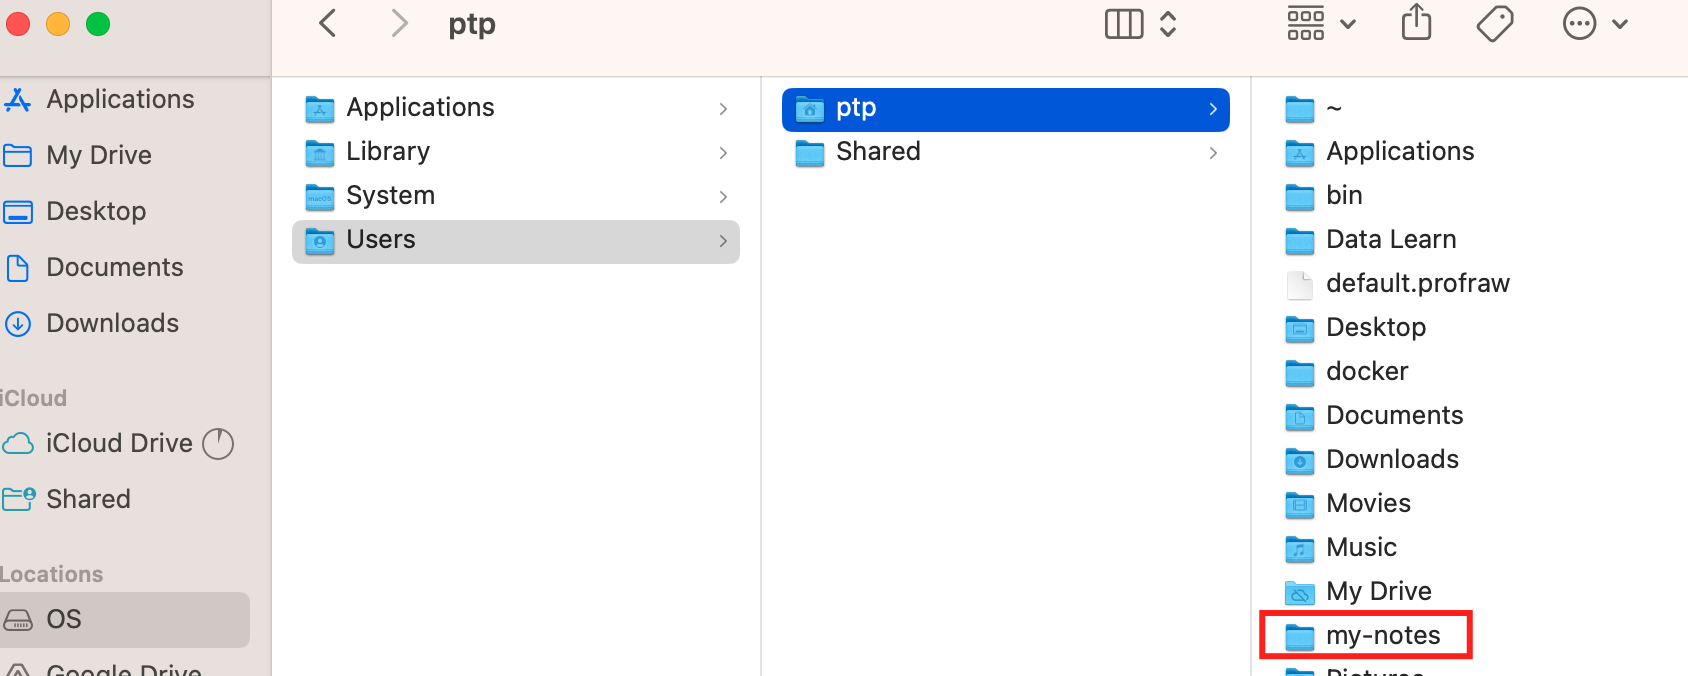 ptp
Applications
My Drive
Desktop
Documents
Downloads
iCloud
iCloud Drive
Shared
Locations
OS
Google Drive
Applications
Library
System
Users
ptp
Shared
~
Applications
bin
Data Learn
default.profraw
Desktop
docker
Documents
Downloads
Movies
Music
My Drive
my-notes
Pictures